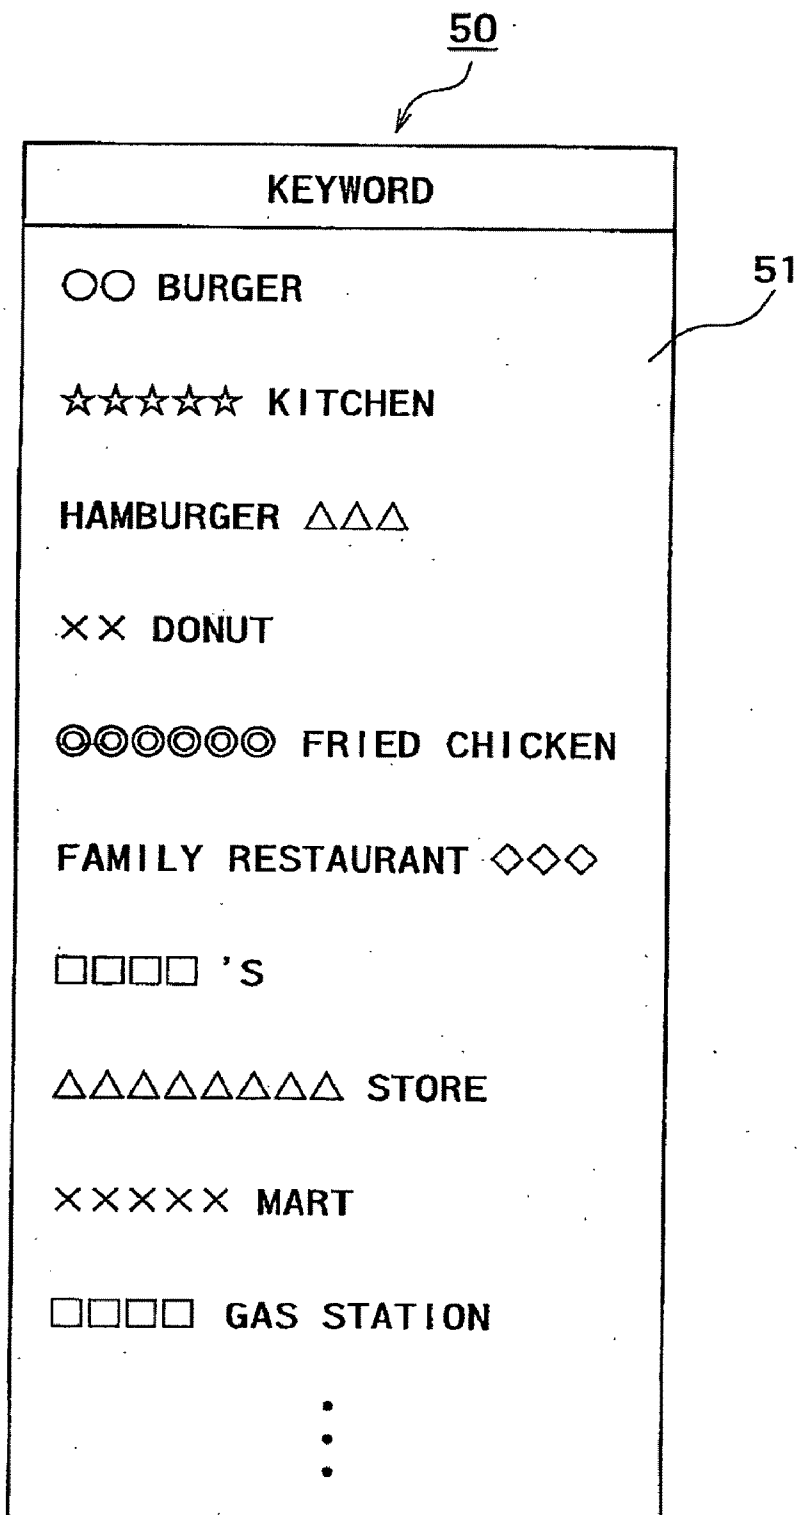 50
KEYWORD
51
○○ BURGER
☆☆☆☆☆ KITCHEN
HAMBURGER △△△
×× DONUT
◎◎◎◎◎◎ FRIED CHICKEN
FAMILY RESTAURANT ◇◇◇
□□□□ 'S
△△△△△△△△ STORE
××××× MART
□□□□ GAS STATION